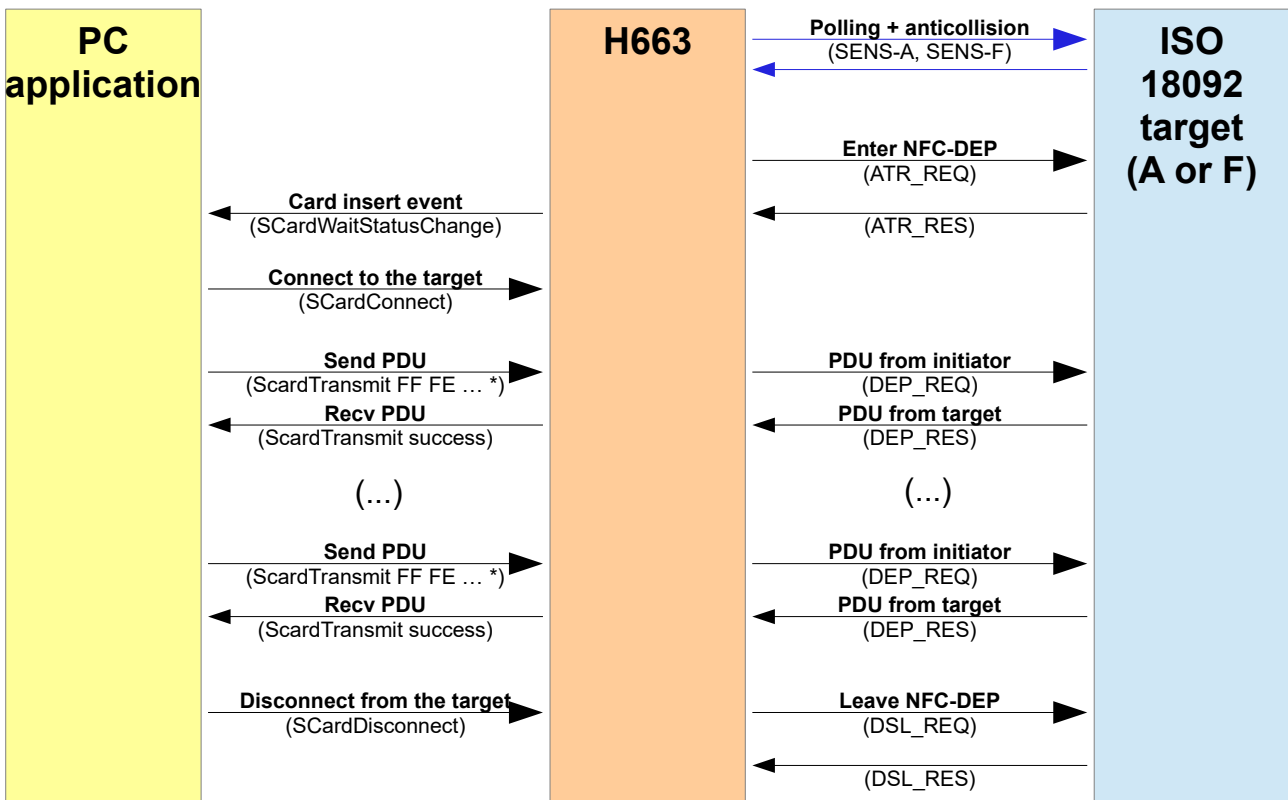 PC
application
H663
ISO
18092
target
(A or F)
Polling + anticollision
(SENS-A, SENS-F)
Enter NFC-DEP
(ATR_REQ)
Card insert event
(SCardWaitStatusChange)
(ATR_RES)
Connect to the target
(SCardConnect)
Send PDU
(ScardTransmit FF FE … *)
PDU from initiator
(DEP_REQ)
Recv PDU
(ScardTransmit success)
PDU from target
(DEP_RES)
(...)
(...)
Send PDU
(ScardTransmit FF FE … *)
PDU from initiator
(DEP_REQ)
Recv PDU
(ScardTransmit success)
PDU from target
(DEP_RES)
Disconnect from the target
(SCardDisconnect)
Leave NFC-DEP
(DSL_REQ)
(DSL_RES)